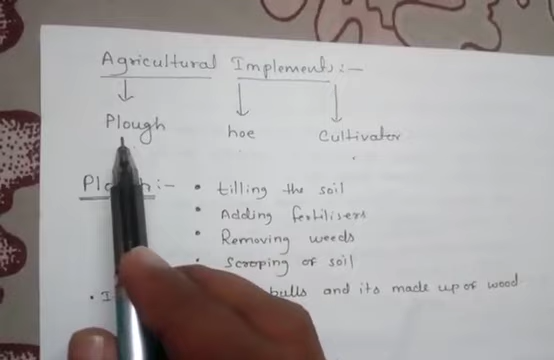 Agricultural Implements:-
Plough hoe Cultivator
:- • tilling the soil
• Adding fertilisers
• Removing weeds
• Scroping of soil
• bulls and its made up of wood